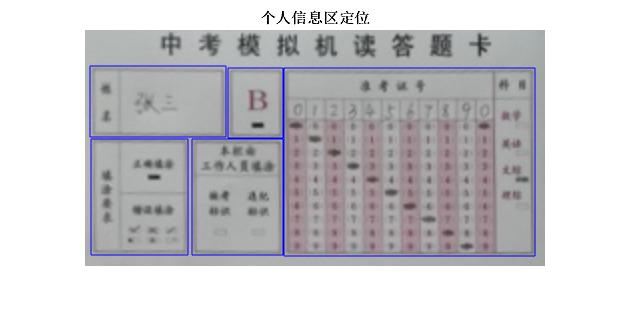 个人信息区定位
中考模拟机读答题卡
姓名
张三
B
准考证号
科目
0 1 2 3 4 5 6 7 8 9 0
数学
英语
文综
理综
正确填涂
错误填涂
填涂要求
本栏由
工作人员填涂
缺考 违纪
标识 标识